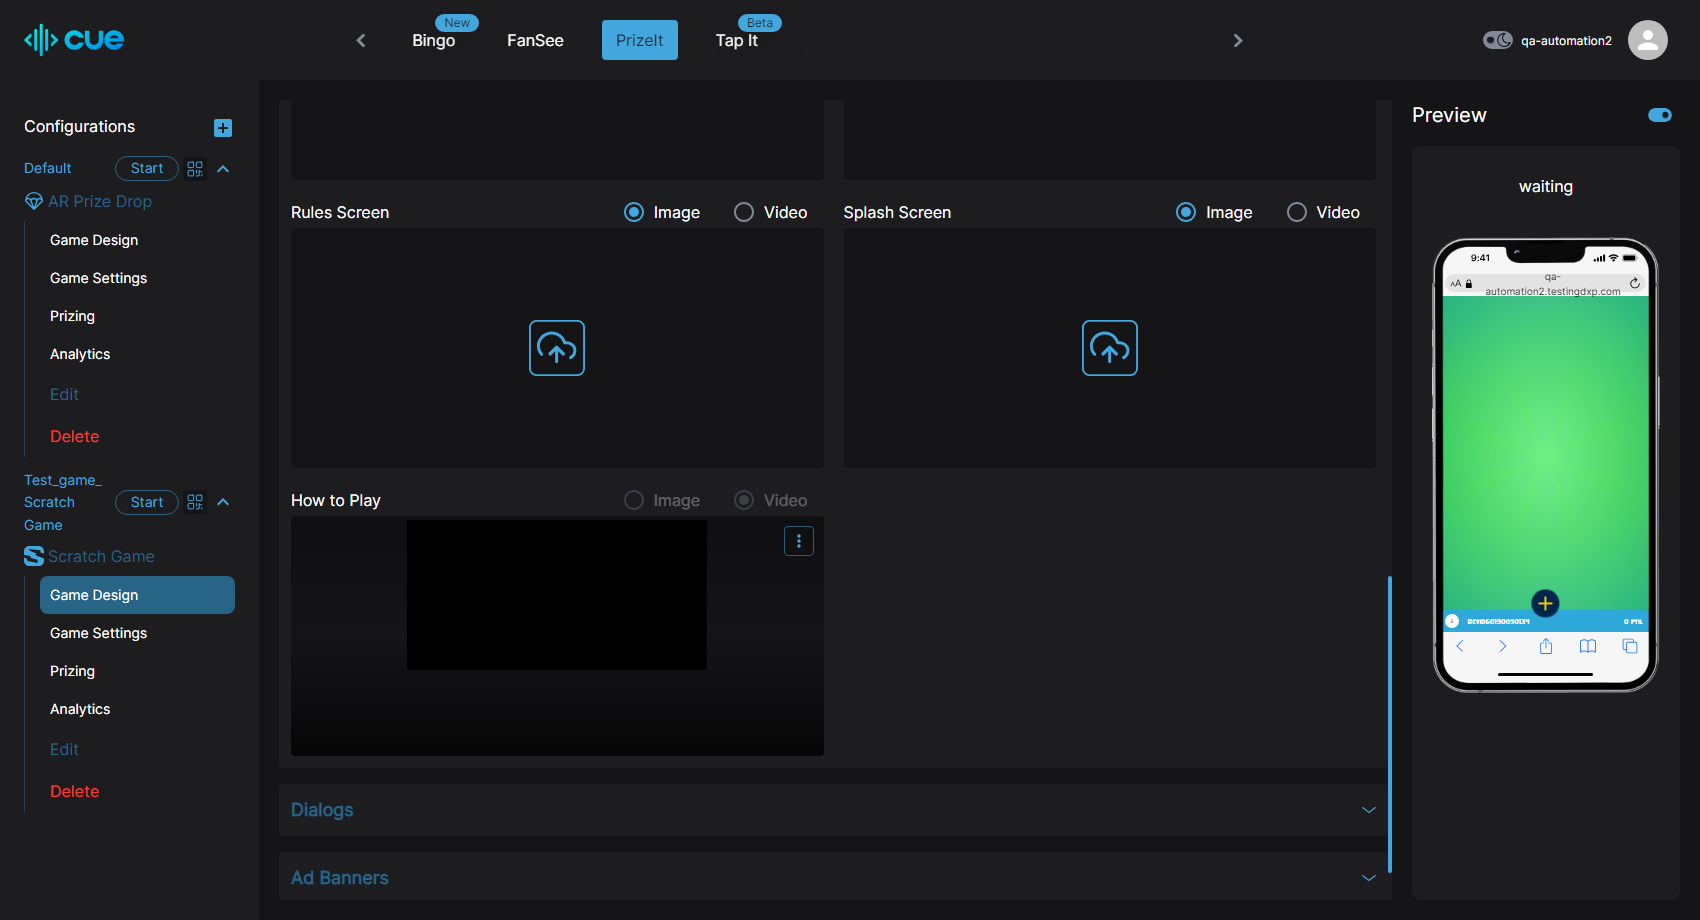 cue
New
Bingo
FanSee
PrizeIt
Beta
Tap It
qa-automation2
Configurations
Default
Start
AR Prize Drop
Game Design
Game Settings
Prizing
Analytics
Edit
Delete
Test_game_
Scratch
Game
Start
Scratch Game
Game Design
Game Settings
Prizing
Analytics
Edit
Delete
Rules Screen
Image
Video
Splash Screen
Image
Video
How to Play
Image
Video
Dialogs
Ad Banners
Preview
waiting
9:41
AA
qa-
automation2.testingdxp.com
0 PTS.